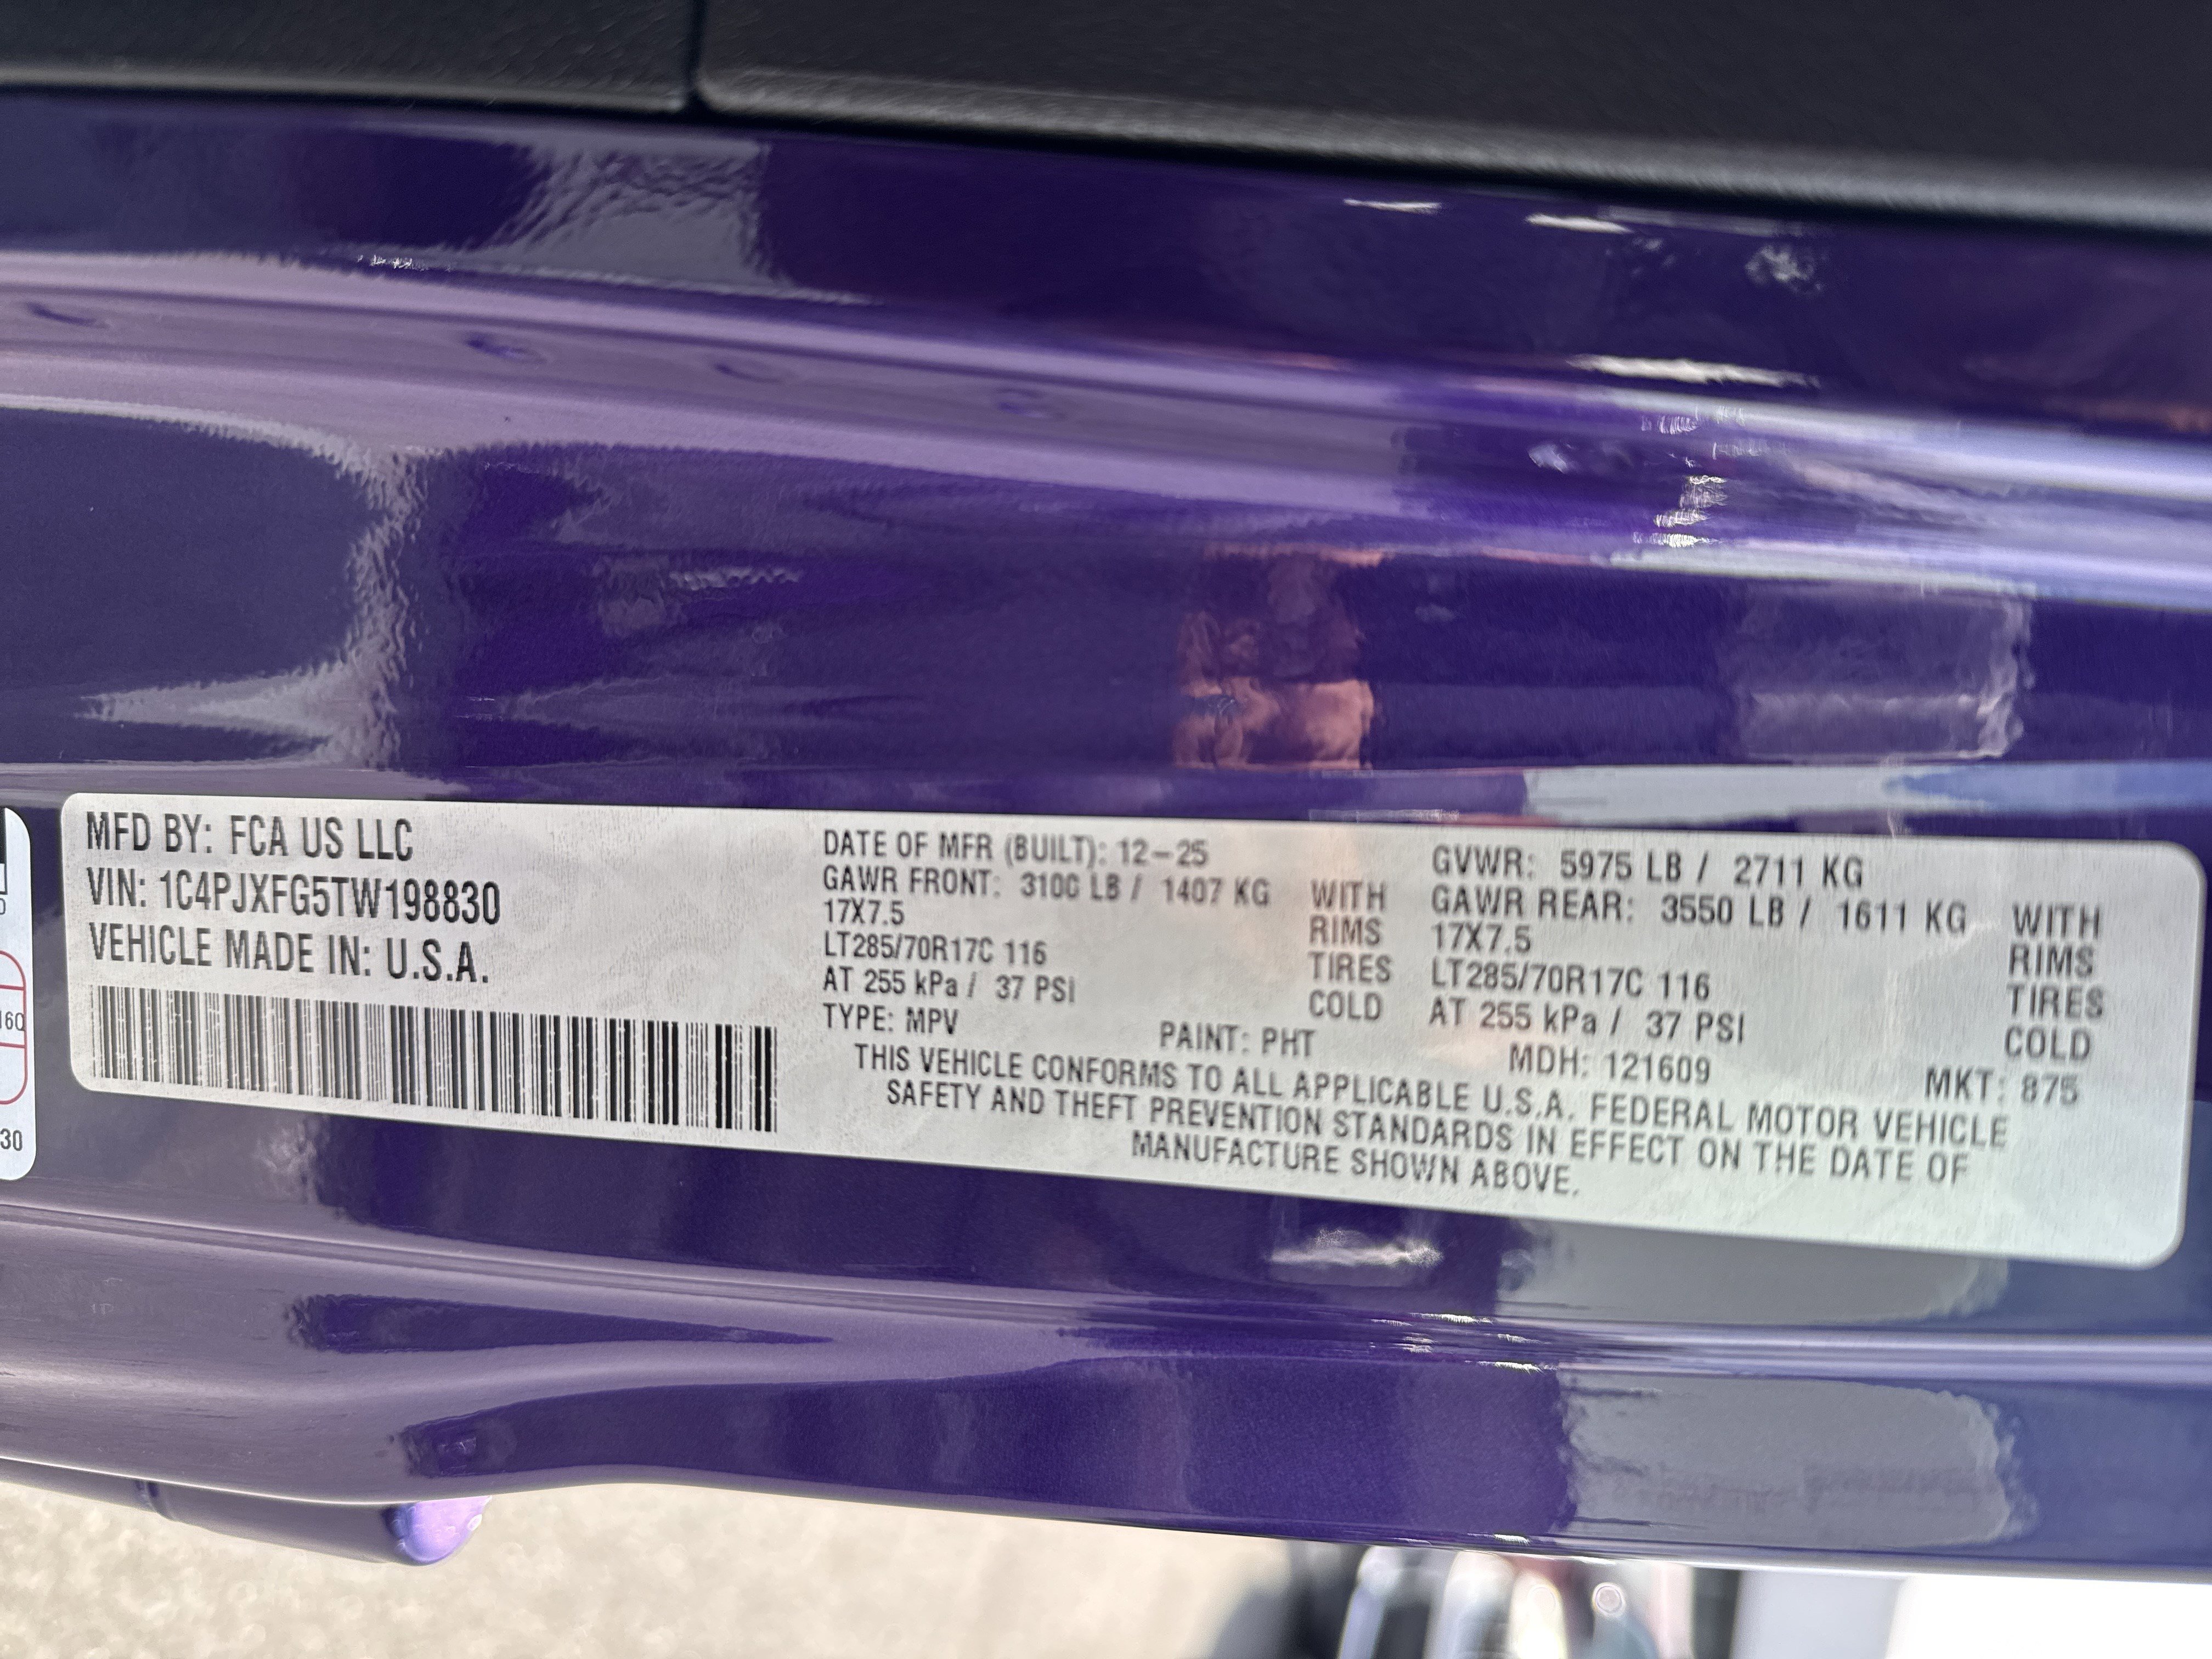 MFD BY: FCA US LLC
VIN: 1C4PJXFG5TW198830
VEHICLE MADE IN: U.S.A.
DATE OF MFR (BUILT): 12-25
GAWR FRONT: 3100 LB / 1407 KG WITH
17X7.5 RIMS
LT285/70R17C 116 TIRES
AT 255 kPa / 37 PSI COLD
TYPE: MPV
GVWR: 5975 LB / 2711 KG
GAWR REAR: 3550 LB / 1611 KG WITH
17X7.5 RIMS
LT285/70R17C 116 TIRES
AT 255 kPa / 37 PSI COLD
PAINT: PHT MDH: 121609 MKT: 875
THIS VEHICLE CONFORMS TO ALL APPLICABLE U.S.A. FEDERAL MOTOR VEHICLE
SAFETY AND THEFT PREVENTION STANDARDS IN EFFECT ON THE DATE OF
MANUFACTURE SHOWN ABOVE.
160
30